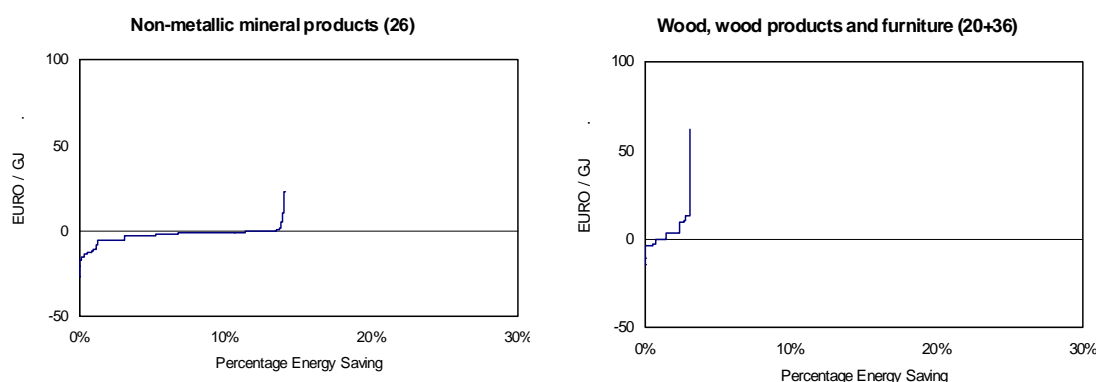 Non-metallic mineral products (26)
100
50
0
-50
0%
10%
20%
30%
EURO / GJ .
Percentage Energy Saving
Wood, wood products and furniture (20+36)
100
50
0
-50
0%
10%
20%
30%
EURO / GJ .
Percentage Energy Saving